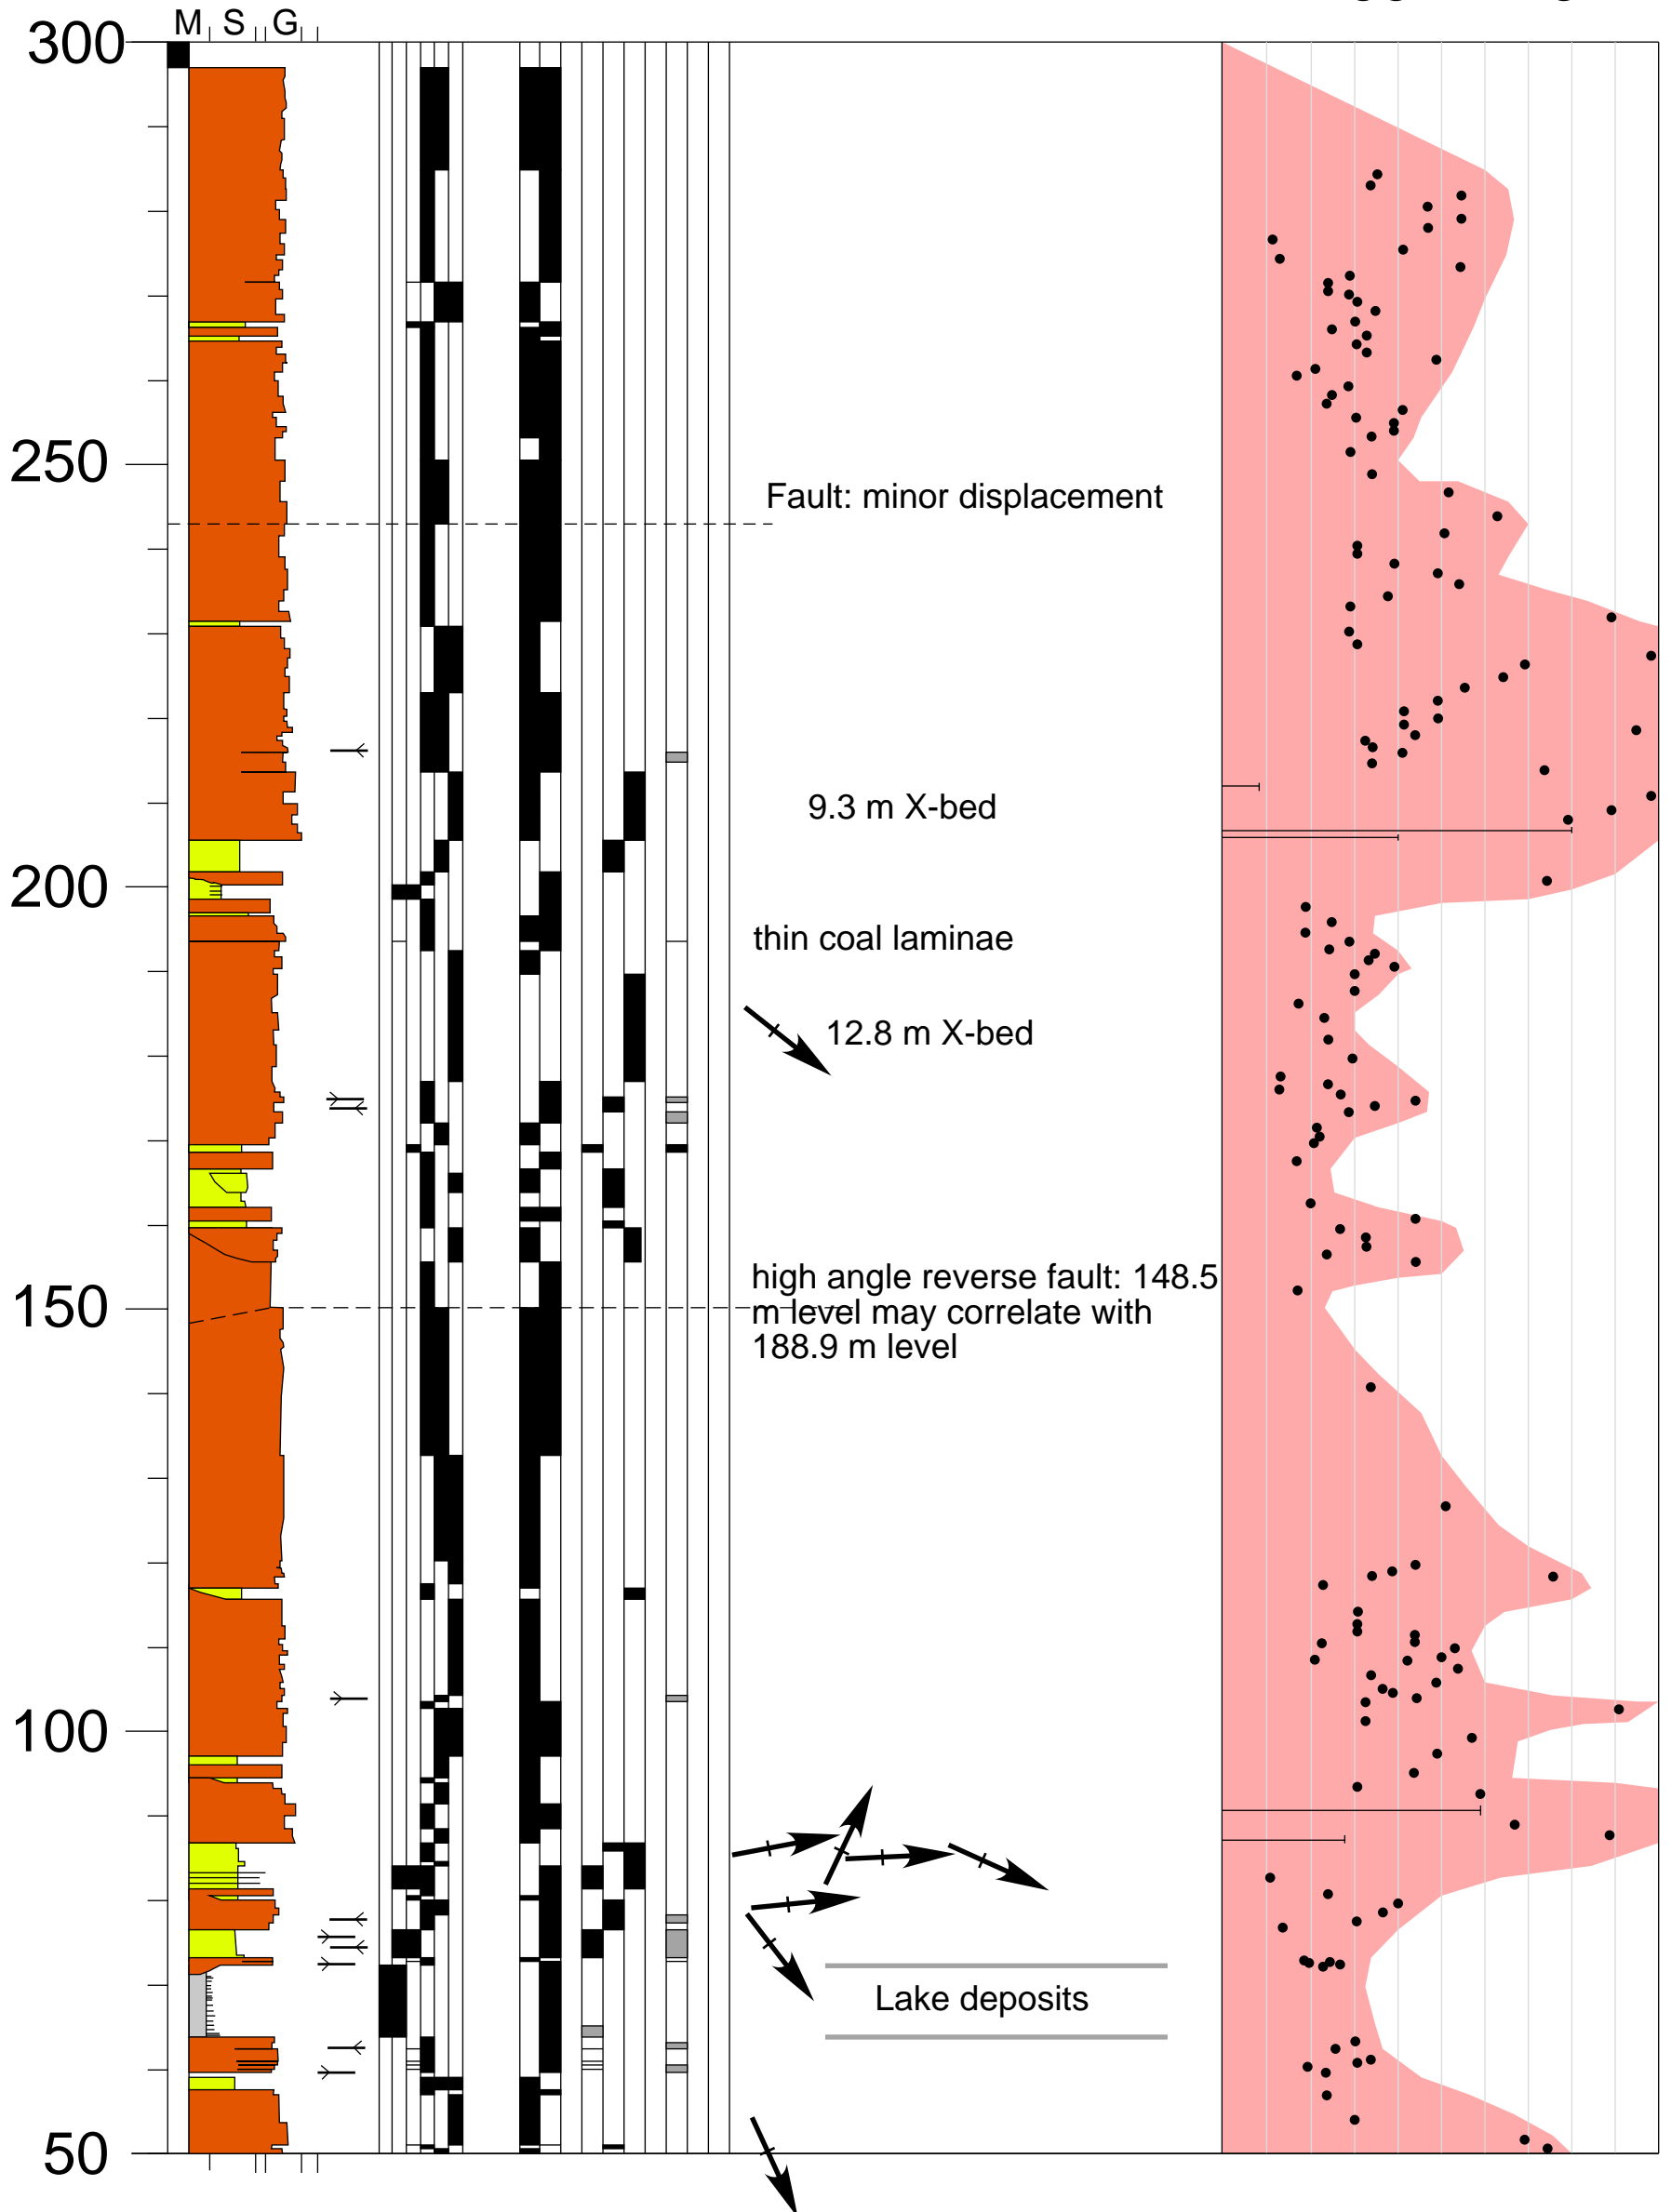 M S G
300
250
Fault: minor displacement
9.3 m X-bed
200
thin coal laminae
12.8 m X-bed
high angle reverse fault: 148.5
150
m level may correlate with
188.9 m level
100
Lake deposits
50